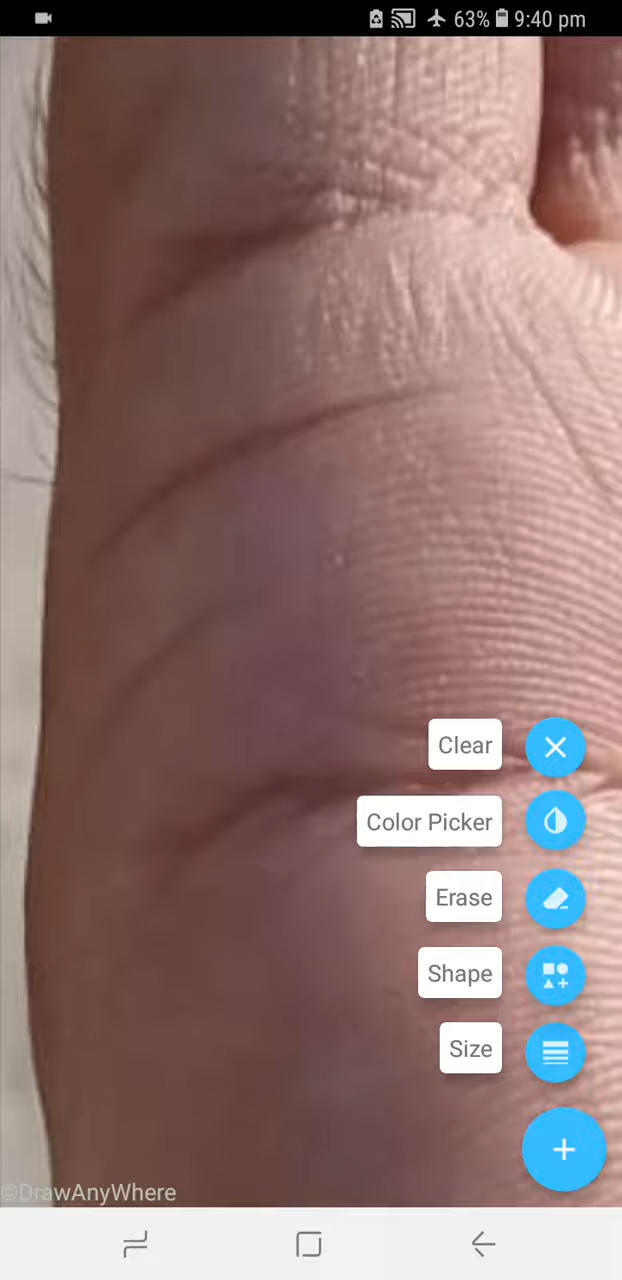 63% 9:40 pm
Clear
Color Picker
Erase
Shape
Size
©DrawAnyWhere